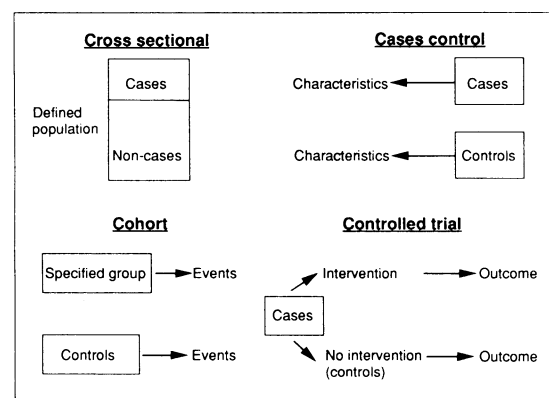 Cross sectional
Defined
population
Cases
Non-cases
Cases control
Characteristics
Cases
Characteristics
Controls
Cohort
Specified group
Events
Controls
Events
Controlled trial
Cases
Intervention
Outcome
No intervention
(controls)
Outcome